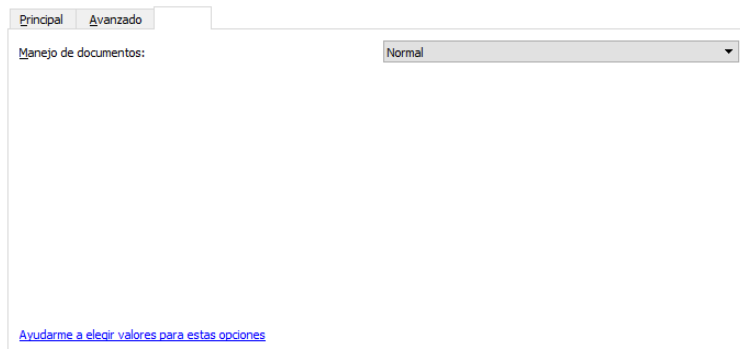 Principal Avanzado
Manejo de documentos: Normal
Ayudarme a elegir valores para estas opciones